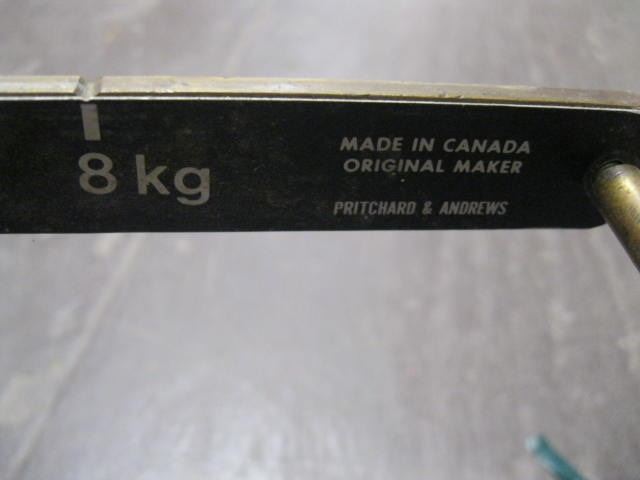 8 kg
MADE IN CANADA
ORIGINAL MAKER
PRITCHARD & ANDREWS